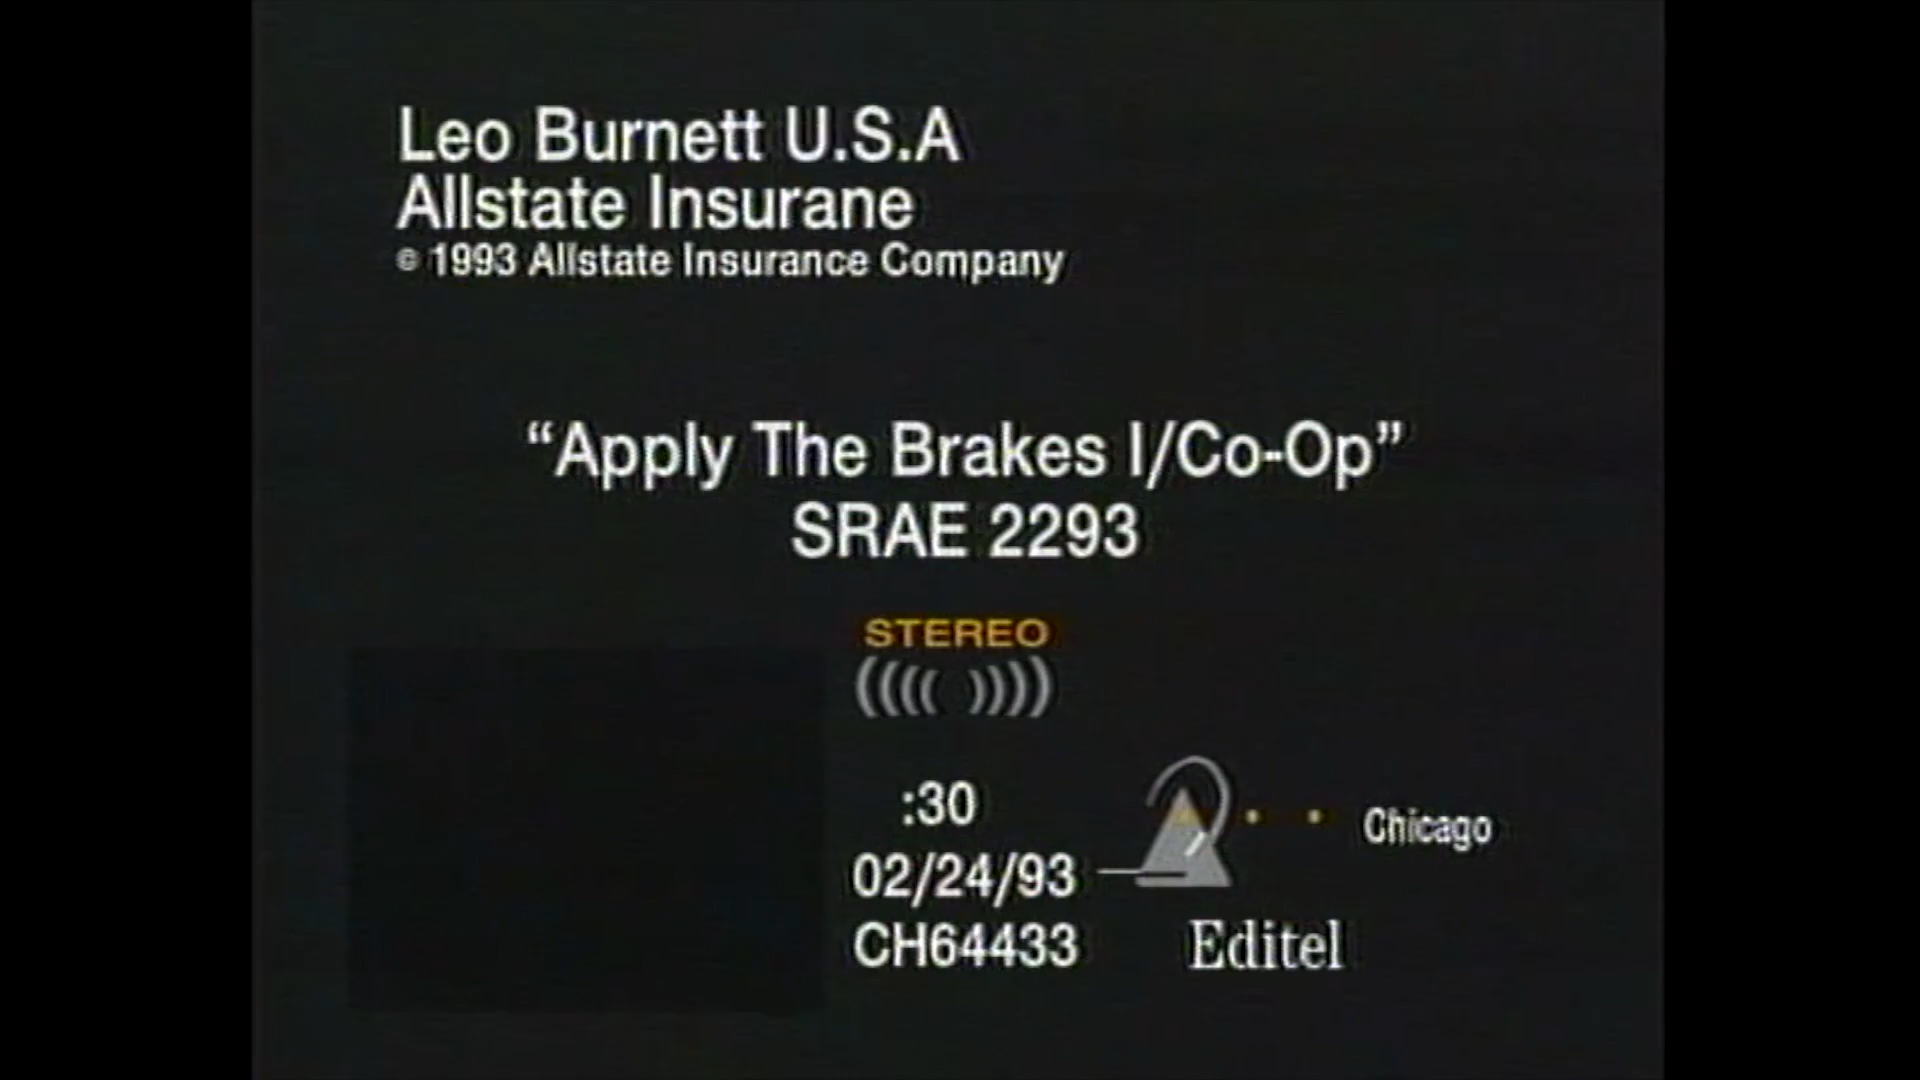 Leo Burnett U.S.A
Allstate Insurane
© 1993 Allstate Insurance Company
“Apply The Brakes I/Co-Op”
SRAE 2293
STEREO
:30
02/24/93
CH64433
Chicago
Editel